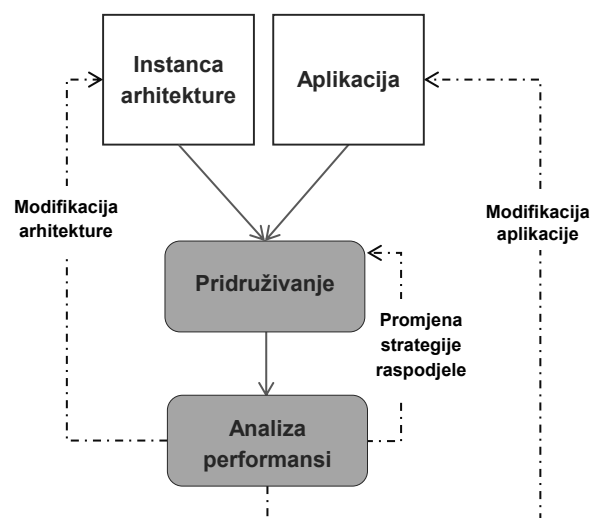 Instanca
arhitekture
Aplikacija
Modifikacija
arhitekture
Modifikacija
aplikacije
Pridruživanje
Promjena
strategije
raspodjele
Analiza
performansi